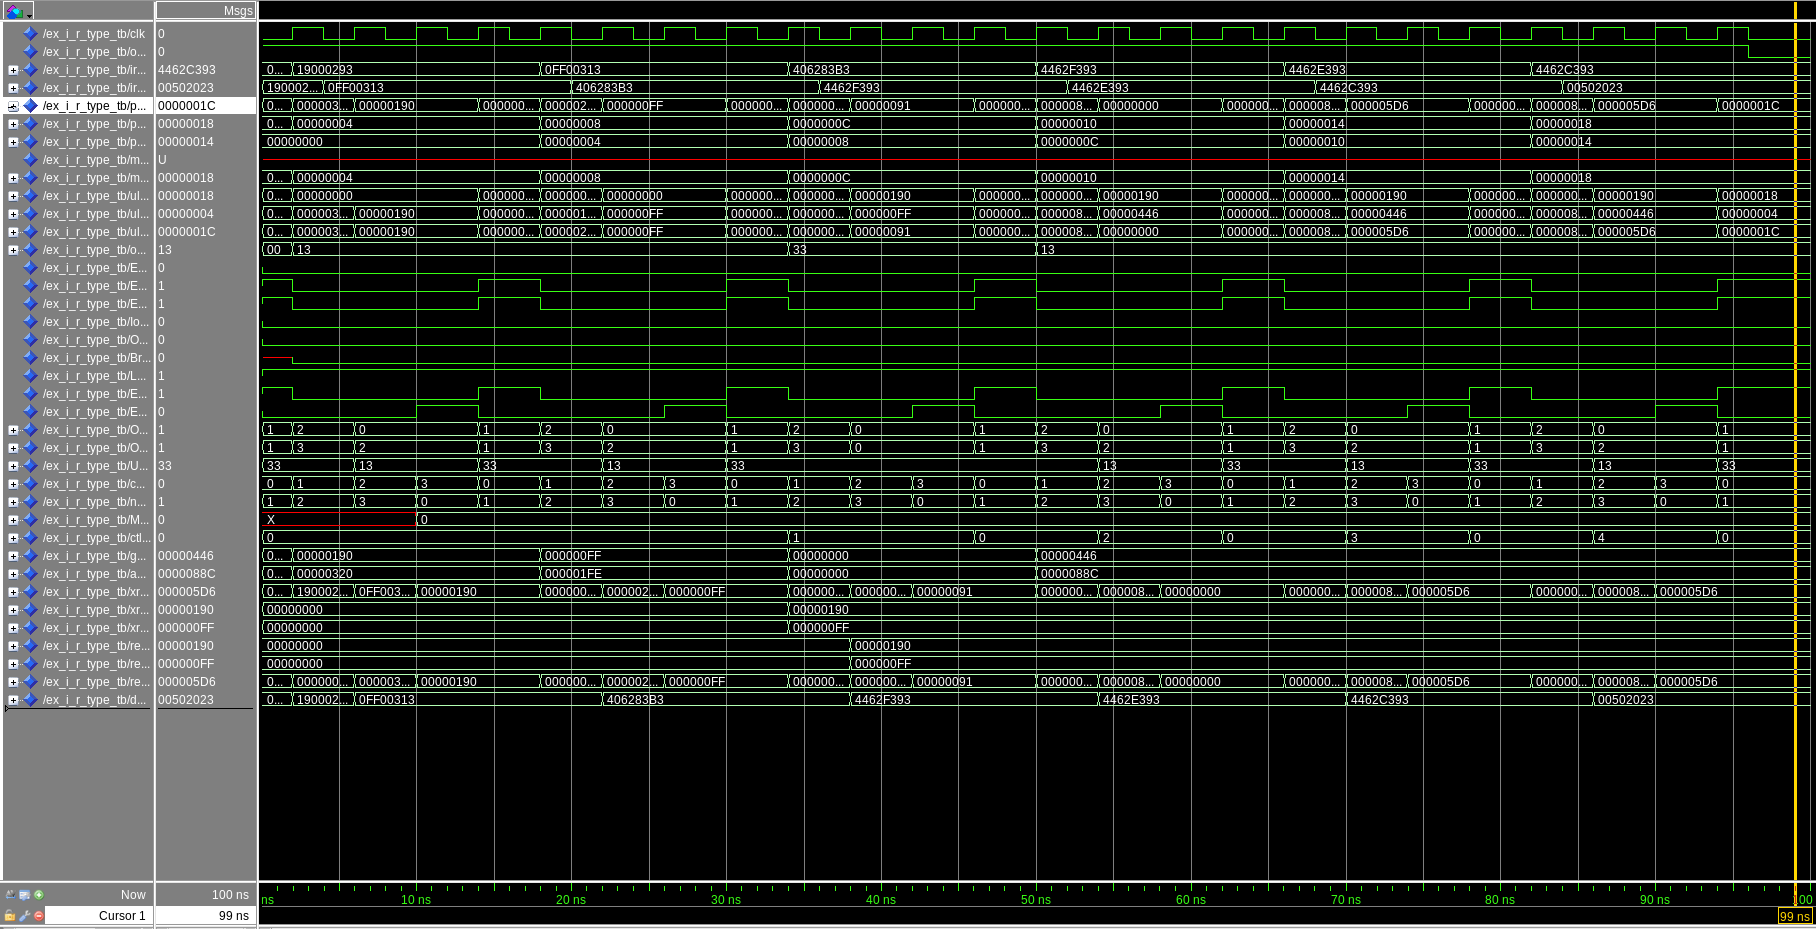 Msgs
/ex_i_r_type_tb/clk 0
/ex_i_r_type_tb/o... 0
/ex_i_r_type_tb/ir... 4462C393 0... 19000293 0FF00313 406283B3 4462F393 4462E393 4462C393
/ex_i_r_type_tb/ir... 00502023 190002... 0FF00313 406283B3 4462F393 4462E393 4462C393 00502023
/ex_i_r_type_tb/p... 0000001C 0... 000003... 00000190 000000... 000002... 000000FF 000000... 000000... 00000091 000000... 000008... 00000000 000000... 000008... 000005D6 000000... 000008... 000005D6 0000001C
/ex_i_r_type_tb/p... 00000018 0... 00000004 00000008 0000000C 00000010 00000014 00000018
/ex_i_r_type_tb/p... 00000014 00000000 00000004 00000008 0000000C 00000010 00000014
/ex_i_r_type_tb/m... U
/ex_i_r_type_tb/m... 00000018 0... 00000004 00000008 0000000C 00000010 00000014 00000018
/ex_i_r_type_tb/ul... 00000018 0... 00000000 000000... 000000... 00000000 000000... 000000... 00000190 000000... 000000... 00000190 000000... 000000... 00000190 000000... 000000... 00000190 00000018
/ex_i_r_type_tb/ul... 00000004 0... 000003... 00000190 000000... 000001... 000000FF 000000... 000000... 000000FF 000000... 000008... 00000446 000000... 000008... 00000446 000000... 000008... 00000446 00000004
/ex_i_r_type_tb/ul... 0000001C 0... 000003... 00000190 000000... 000002... 000000FF 000000... 000000... 00000091 000000... 000008... 00000000 000000... 000008... 000005D6 000000... 000008... 000005D6 0000001C
/ex_i_r_type_tb/o... 13 00 13 33 13
/ex_i_r_type_tb/E... 0
/ex_i_r_type_tb/E... 1
/ex_i_r_type_tb/E... 1
/ex_i_r_type_tb/lo... 0
/ex_i_r_type_tb/O... 0
/ex_i_r_type_tb/Br... 0
/ex_i_r_type_tb/L... 1
/ex_i_r_type_tb/E... 1
/ex_i_r_type_tb/E... 0
/ex_i_r_type_tb/O... 1 1 2 0 1 2 0 1 2 0 1 2 0 1 2 0 1 2 0 1
/ex_i_r_type_tb/O... 1 1 3 2 1 3 2 1 3 0 1 3 2 1 3 2 1 3 2 1
/ex_i_r_type_tb/U... 33 33 13 33 13 33 13 33 13 33 13 33
/ex_i_r_type_tb/c... 0 0 1 2 3 0 1 2 3 0 1 2 3 0 1 2 3 0 1 2 3 0 1 2 3 0
/ex_i_r_type_tb/n... 1 1 2 3 0 1 2 3 0 1 2 3 0 1 2 3 0 1 2 3 0 1 2 3 0 1
/ex_i_r_type_tb/M... 0 X 0
/ex_i_r_type_tb/ctl... 0 0 1 0 2 0 3 0 4 0
/ex_i_r_type_tb/g... 00000446 0... 00000190 000000FF 00000000 00000446
/ex_i_r_type_tb/a... 0000088C 0... 00000320 000001FE 00000000 0000088C
/ex_i_r_type_tb/xr... 000005D6 0... 190002... 0FF003... 00000190 000000... 000002... 000000FF 000000... 000000... 00000091 000000... 000008... 00000000 000000... 000008... 000005D6 000000... 000008... 000005D6
/ex_i_r_type_tb/xr... 00000190 00000000 00000190
/ex_i_r_type_tb/xr... 000000FF 00000000 000000FF
/ex_i_r_type_tb/re... 00000190 00000000 00000190
/ex_i_r_type_tb/re... 000000FF 00000000 000000FF
/ex_i_r_type_tb/re... 000005D6 0... 000000... 000003... 00000190 000000... 000002... 000000FF 000000... 000000... 00000091 000000... 000008... 00000000 000000... 000008... 000005D6 000000... 000008... 000005D6
/ex_i_r_type_tb/d... 00502023 0... 190002... 0FF00313 406283B3 4462F393 4462E393 4462C393 00502023
Now 100 ns ns 10 ns 20 ns 30 ns 40 ns 50 ns 60 ns 70 ns 80 ns 90 ns 100
Cursor 1 99 ns 99 ns